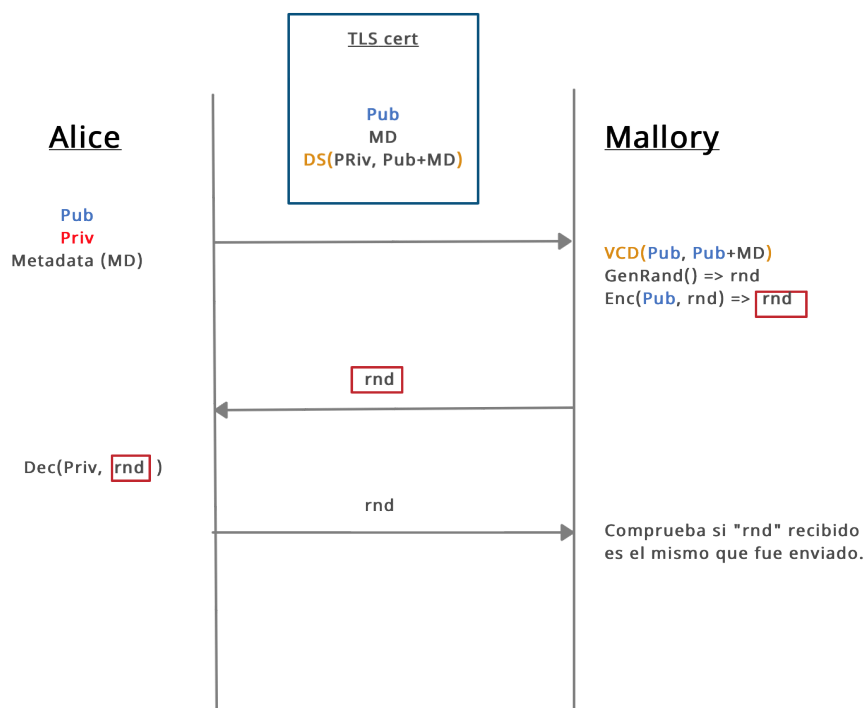 TLS cert
Pub
MD
DS(PRiv, Pub+MD)
Alice
Mallory
Pub
Priv
Metadata (MD)
VCD(Pub, Pub+MD)
GenRand() => rnd
Enc(Pub, rnd) => rnd
rnd
Dec(Priv, rnd )
rnd
Comprueba si "rnd" recibido
es el mismo que fue enviado.